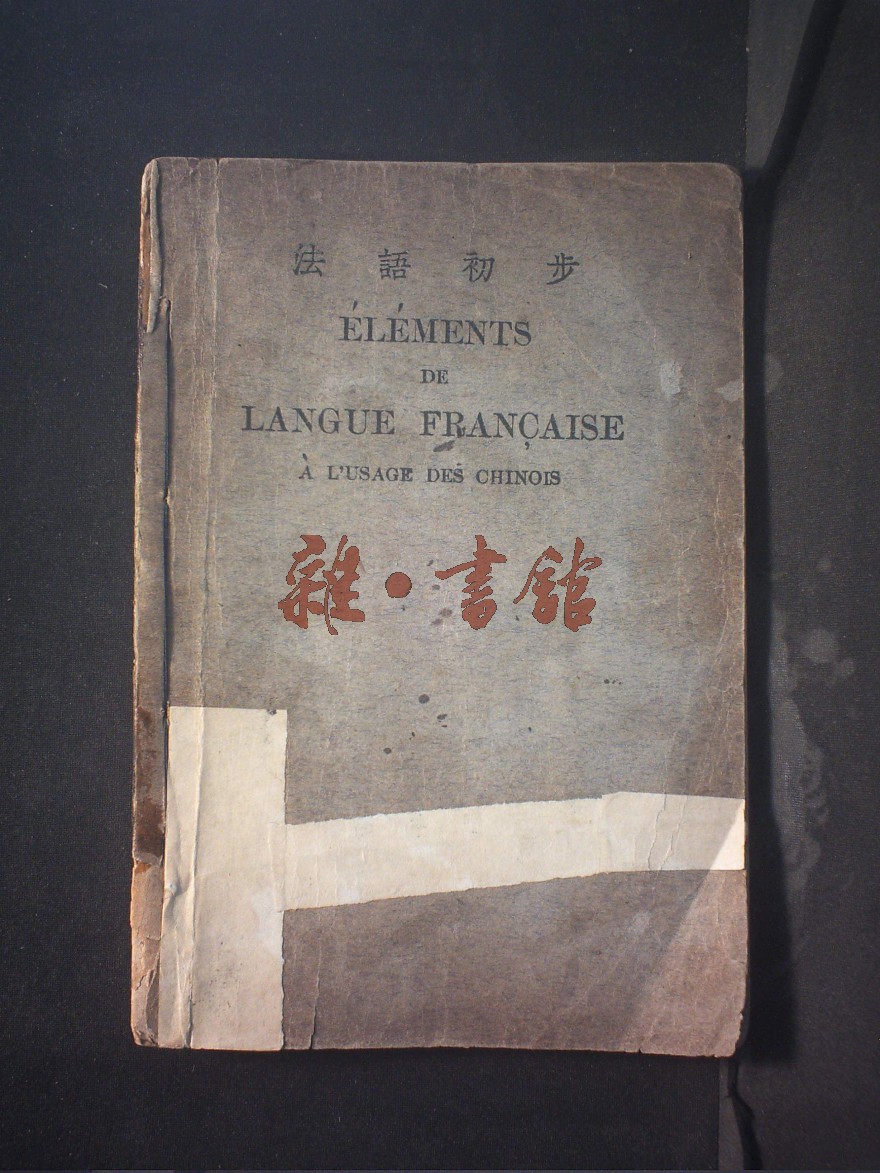 法語初步
ÉLÉMENTS
DE
LANGUE FRANÇAISE
À L'USAGE DES CHINOIS
雜·書館